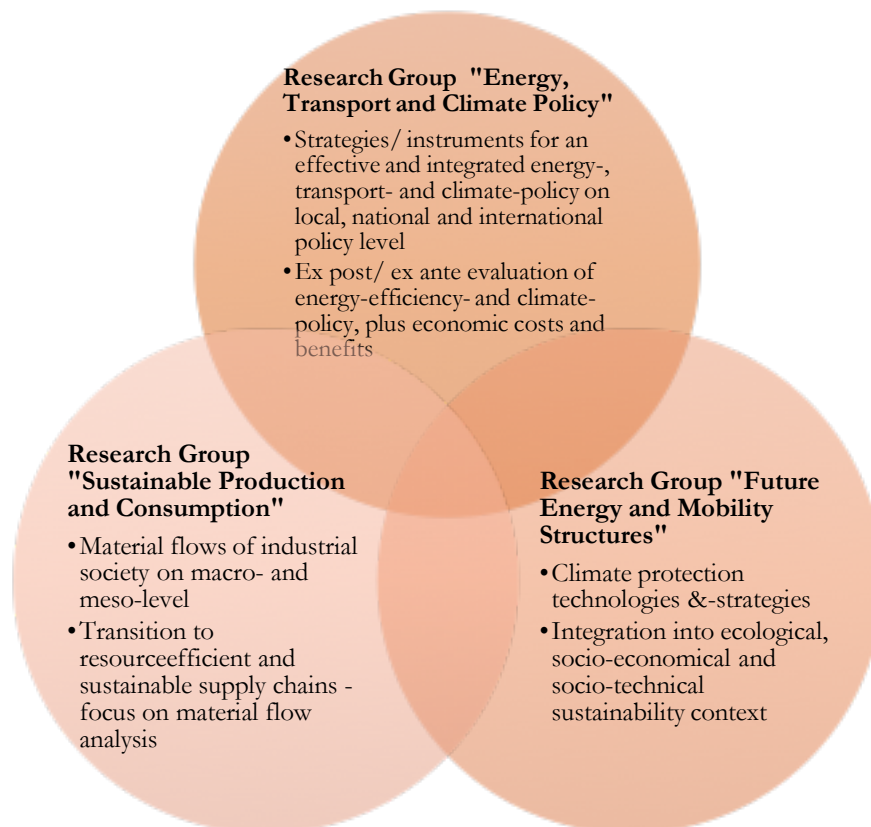 Research Group "Energy,
Transport and Climate Policy"
•Strategies/ instruments for an
effective and integrated energy-,
transport- and climate-policy on
local, national and international
policy level
•Ex post/ ex ante evaluation of
energy-efficiency- and climate-
policy, plus economic costs and
benefits
Research Group
"Sustainable Production
and Consumption"
•Material flows of industrial
society on macro- and
meso-level
•Transition to
resourceefficient and
sustainable supply chains -
focus on material flow
analysis
Research Group "Future
Energy and Mobility
Structures"
•Climate protection
technologies &-strategies
•Integration into ecological,
socio-economical and
socio-technical
sustainability context